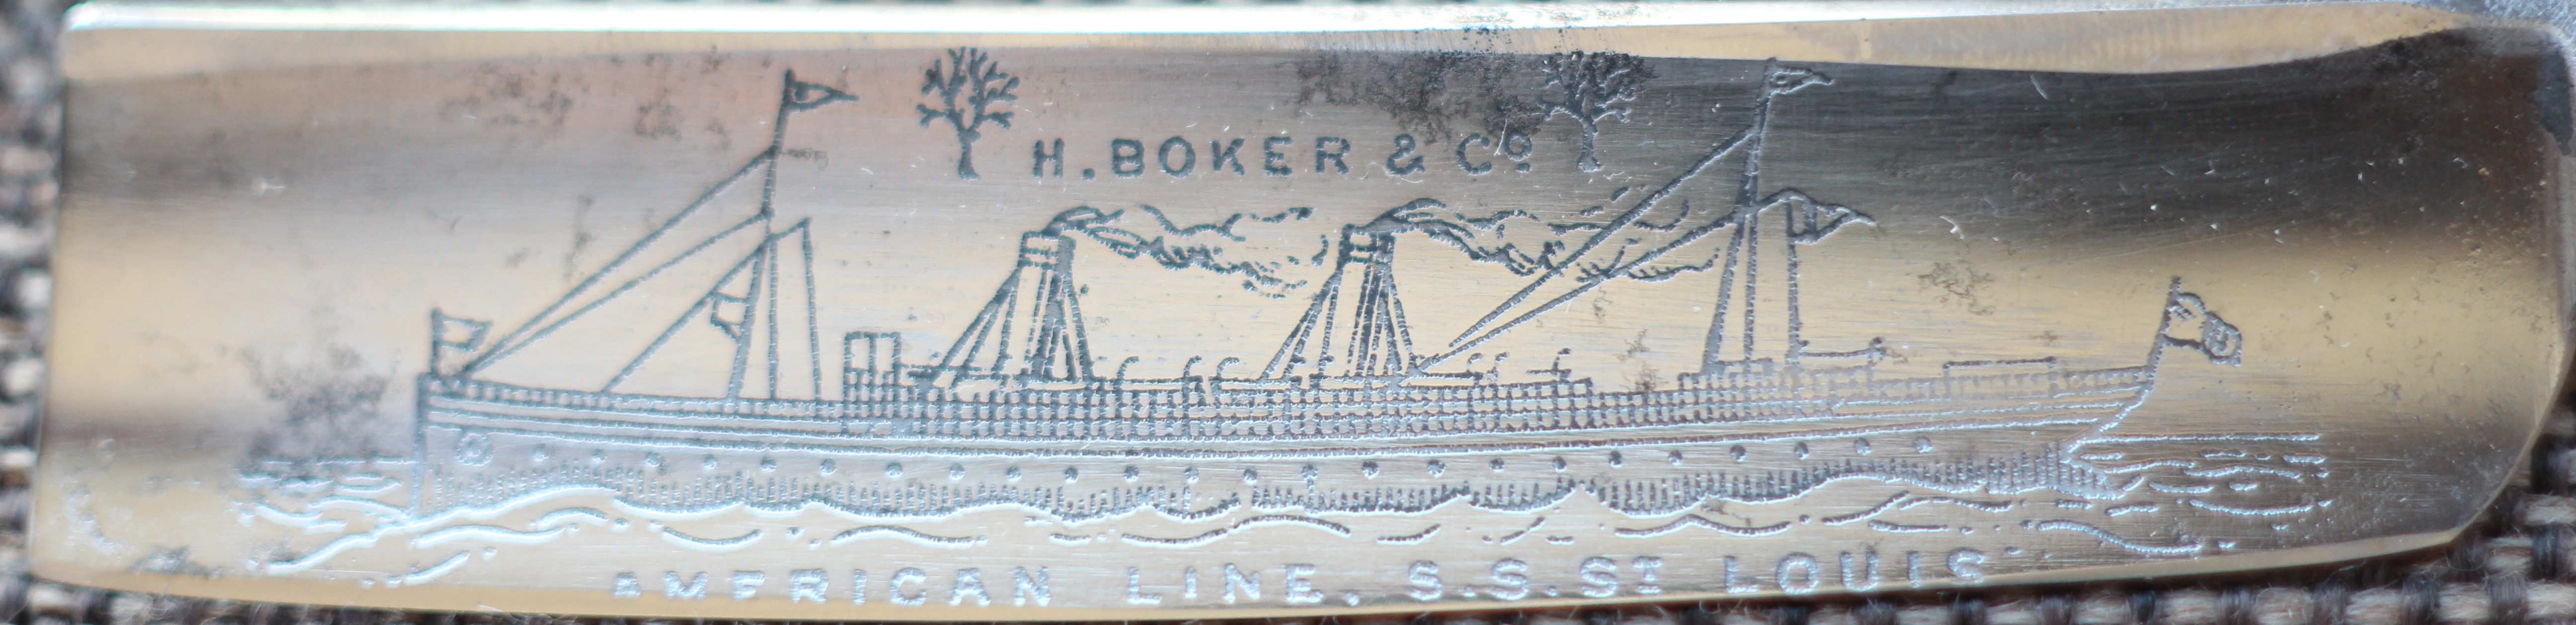 H. BOKER & Co
AMERICAN LINE. S.S. ST LOUIS